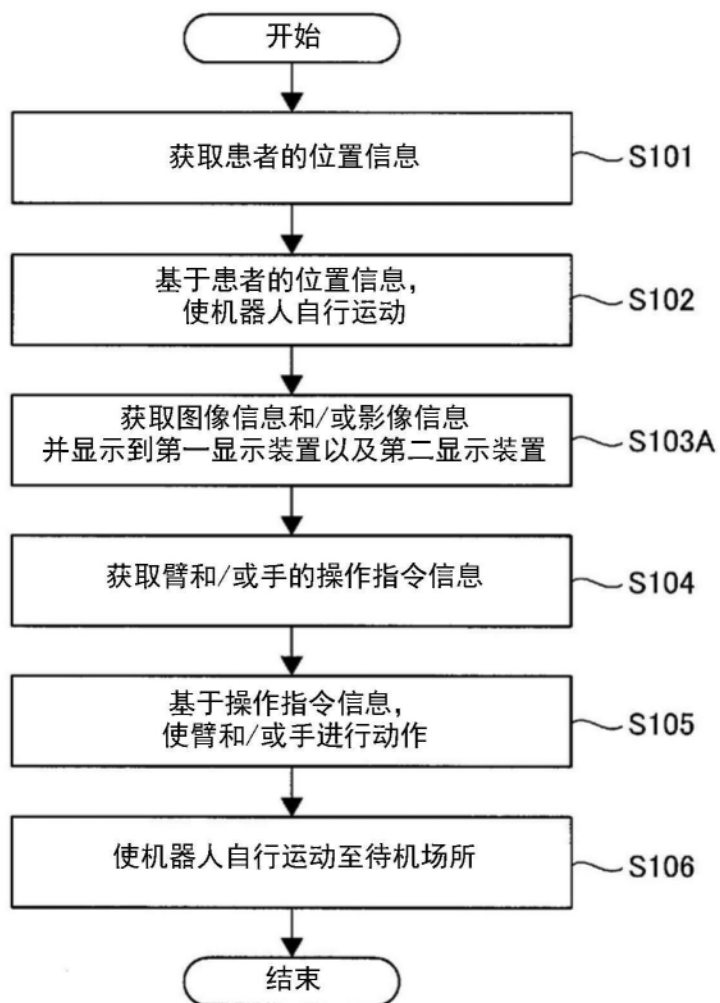 开始
获取患者的位置信息
S101
基于患者的位置信息，
使机器人自行运动
S102
获取图像信息和/或影像信息
并显示到第一显示装置以及第二显示装置
S103A
获取臂和/或手的操作指令信息
S104
基于操作指令信息，
使臂和/或手进行动作
S105
使机器人自行运动至待机场所
S106
结束